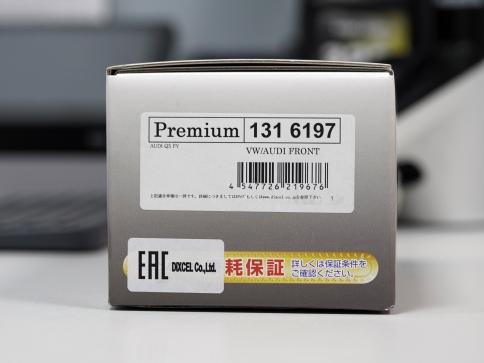 Premium 131 6197
AUDI Q5 FY
VW/AUDI FRONT
4 547726 219676
EAC DIXCEL Co.,Ltd.
耗保証 詳しくは保証条件を
ご確認ください。